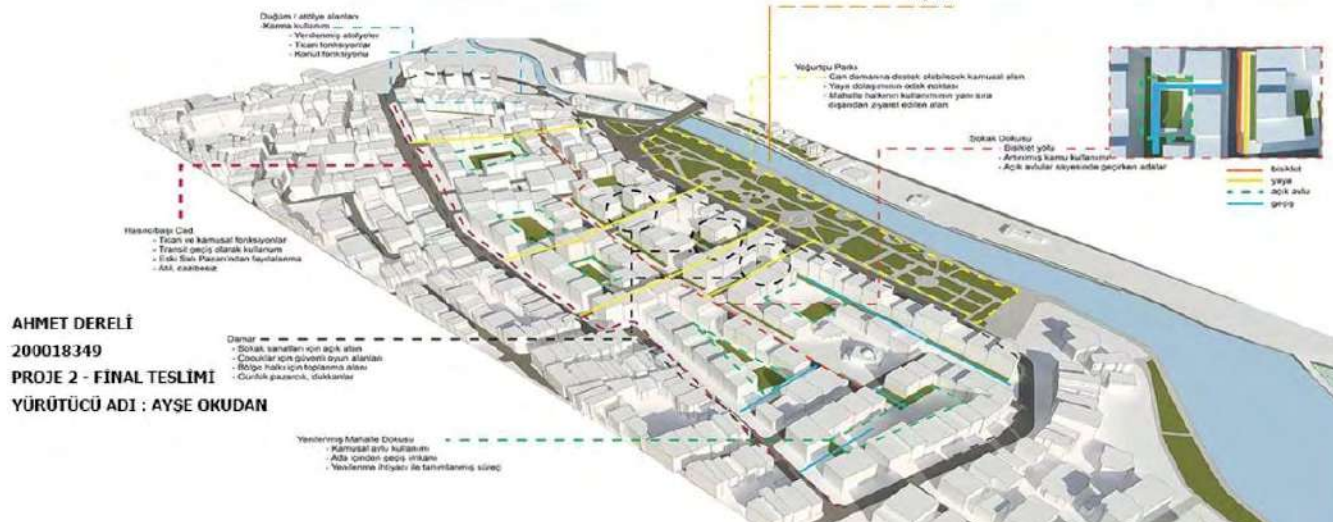 Düğüm / atölye alanları
-Karma kullanım
- Yenilenmiş atölyeler
- Ticari fonksiyonlar
- Konut fonksiyonu
Yoğurtçu Parkı
- Can damarına destek olabilecek kamusal alan
- Yaya dolaşımının odak noktası
- Mahalle halkının kullanımının yanı sıra
dışarıdan ziyaret edilen alan
Sokak Dokusu
- Bisiklet yolu
- Artırılmış kamu kullanımı
- Açık avlular sayesinde geçirken adalar
bisiklet
yaya
açık avlu
geçiş
Hasırcıbaşı Cad.
- Ticari ve kamusal fonksiyonlar
- Transit geçiş olarak kullanım
- Eski Salı Pazarından faydalanma
- Atıl, cazibesiz
AHMET DERELİ
200018349
PROJE 2 - FİNAL TESLİMİ
YÜRÜTÜCÜ ADI : AYŞE OKUDAN
Damar
- Sokak sanatları için açık alan
- Çocuklar için güvenli oyun alanları
- Bölge halkı için toplanma alanı
- Günlük pazarcık, dükkanlar
Yenilenmiş Mahalle Dokusu
- Kamusal avlu kullanımı
- Ada içinden geçiş imkanı
- Yenilenme ihtiyacı ile tanımlanmış süreç